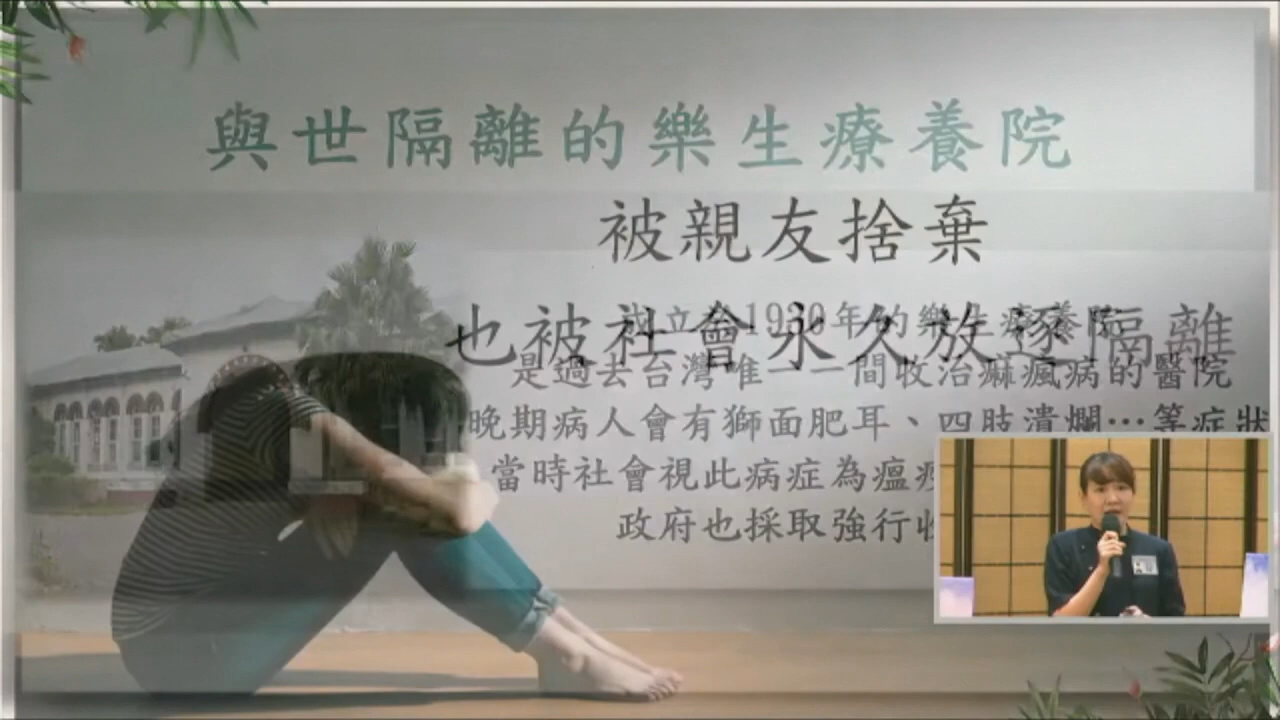 與世隔離的樂生療養院
被親友捨棄
也被社會永久放逐隔離
成立於1930年的樂生療養院
是過去台灣唯一一間收治痲瘋病的醫院
晚期病人會有獅面肥耳、四肢潰爛…等症狀
當時社會視此病症為瘟疫
政府也採取強行收